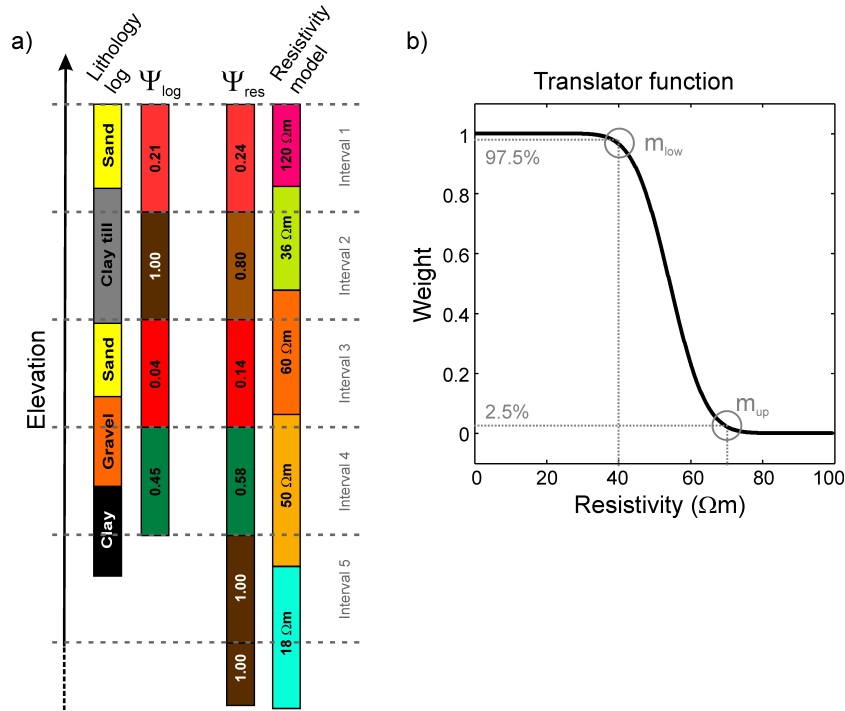 a)
Lithology
log
Ψlog
Ψres
Resistivity
model
Elevation
Sand
Clay till
Sand
Gravel
Clay
0.21
1.00
0.04
0.45
0.24
0.80
0.14
0.58
1.00
1.00
120 Ωm
36 Ωm
60 Ωm
50 Ωm
18 Ωm
Interval 1
Interval 2
Interval 3
Interval 4
Interval 5
b)
Translator function
Weight
1
0.8
0.6
0.4
0.2
0
97.5%
mlow
2.5%
mup
0
20
40
60
80
100
Resistivity (Ωm)